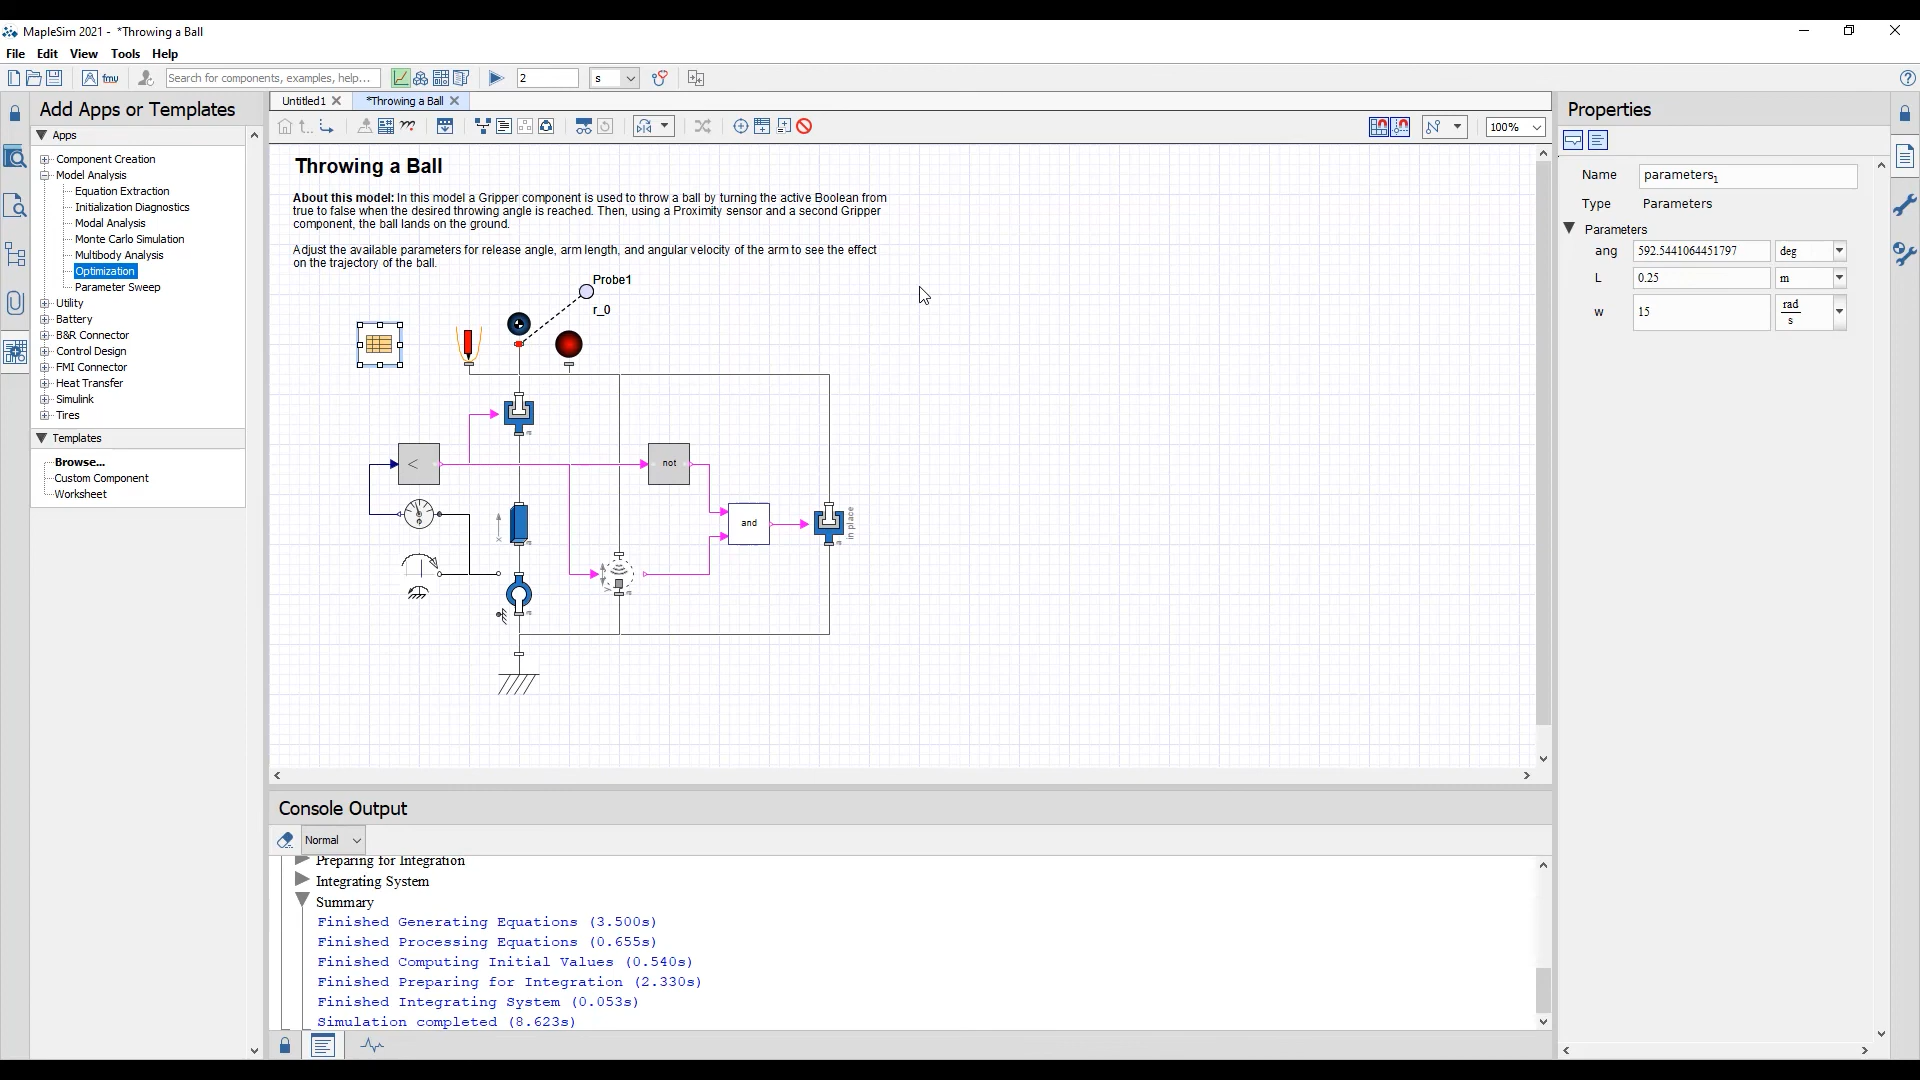 MapleSim 2021 - *Throwing a Ball
File Edit View Tools Help
fmu Search for components, examples, help... 2 s
Add Apps or Templates
Apps
Component Creation
Model Analysis
Equation Extraction
Initialization Diagnostics
Modal Analysis
Monte Carlo Simulation
Multibody Analysis
Optimization
Parameter Sweep
Utility
Battery
B&R Connector
Control Design
FMI Connector
Heat Transfer
Simulink
Tires
Templates
Browse...
Custom Component
Worksheet
Untitled1 *Throwing a Ball
100%
Throwing a Ball
About this model: In this model a Gripper component is used to throw a ball by turning the active Boolean from
true to false when the desired throwing angle is reached. Then, using a Proximity sensor and a second Gripper
component, the ball lands on the ground.
Adjust the available parameters for release angle, arm length, and angular velocity of the arm to see the effect
on the trajectory of the ball.
Probe1
r_0
<
not
and
in place
Console Output
Normal
Preparing for Integration
Integrating System
Summary
Finished Generating Equations (3.500s)
Finished Processing Equations (0.655s)
Finished Computing Initial Values (0.540s)
Finished Preparing for Integration (2.330s)
Finished Integrating System (0.053s)
Simulation completed (8.623s)
Properties
Name parameters1
Type Parameters
Parameters
ang 592.5441064451797 deg
L 0.25 m
w 15 rad
s